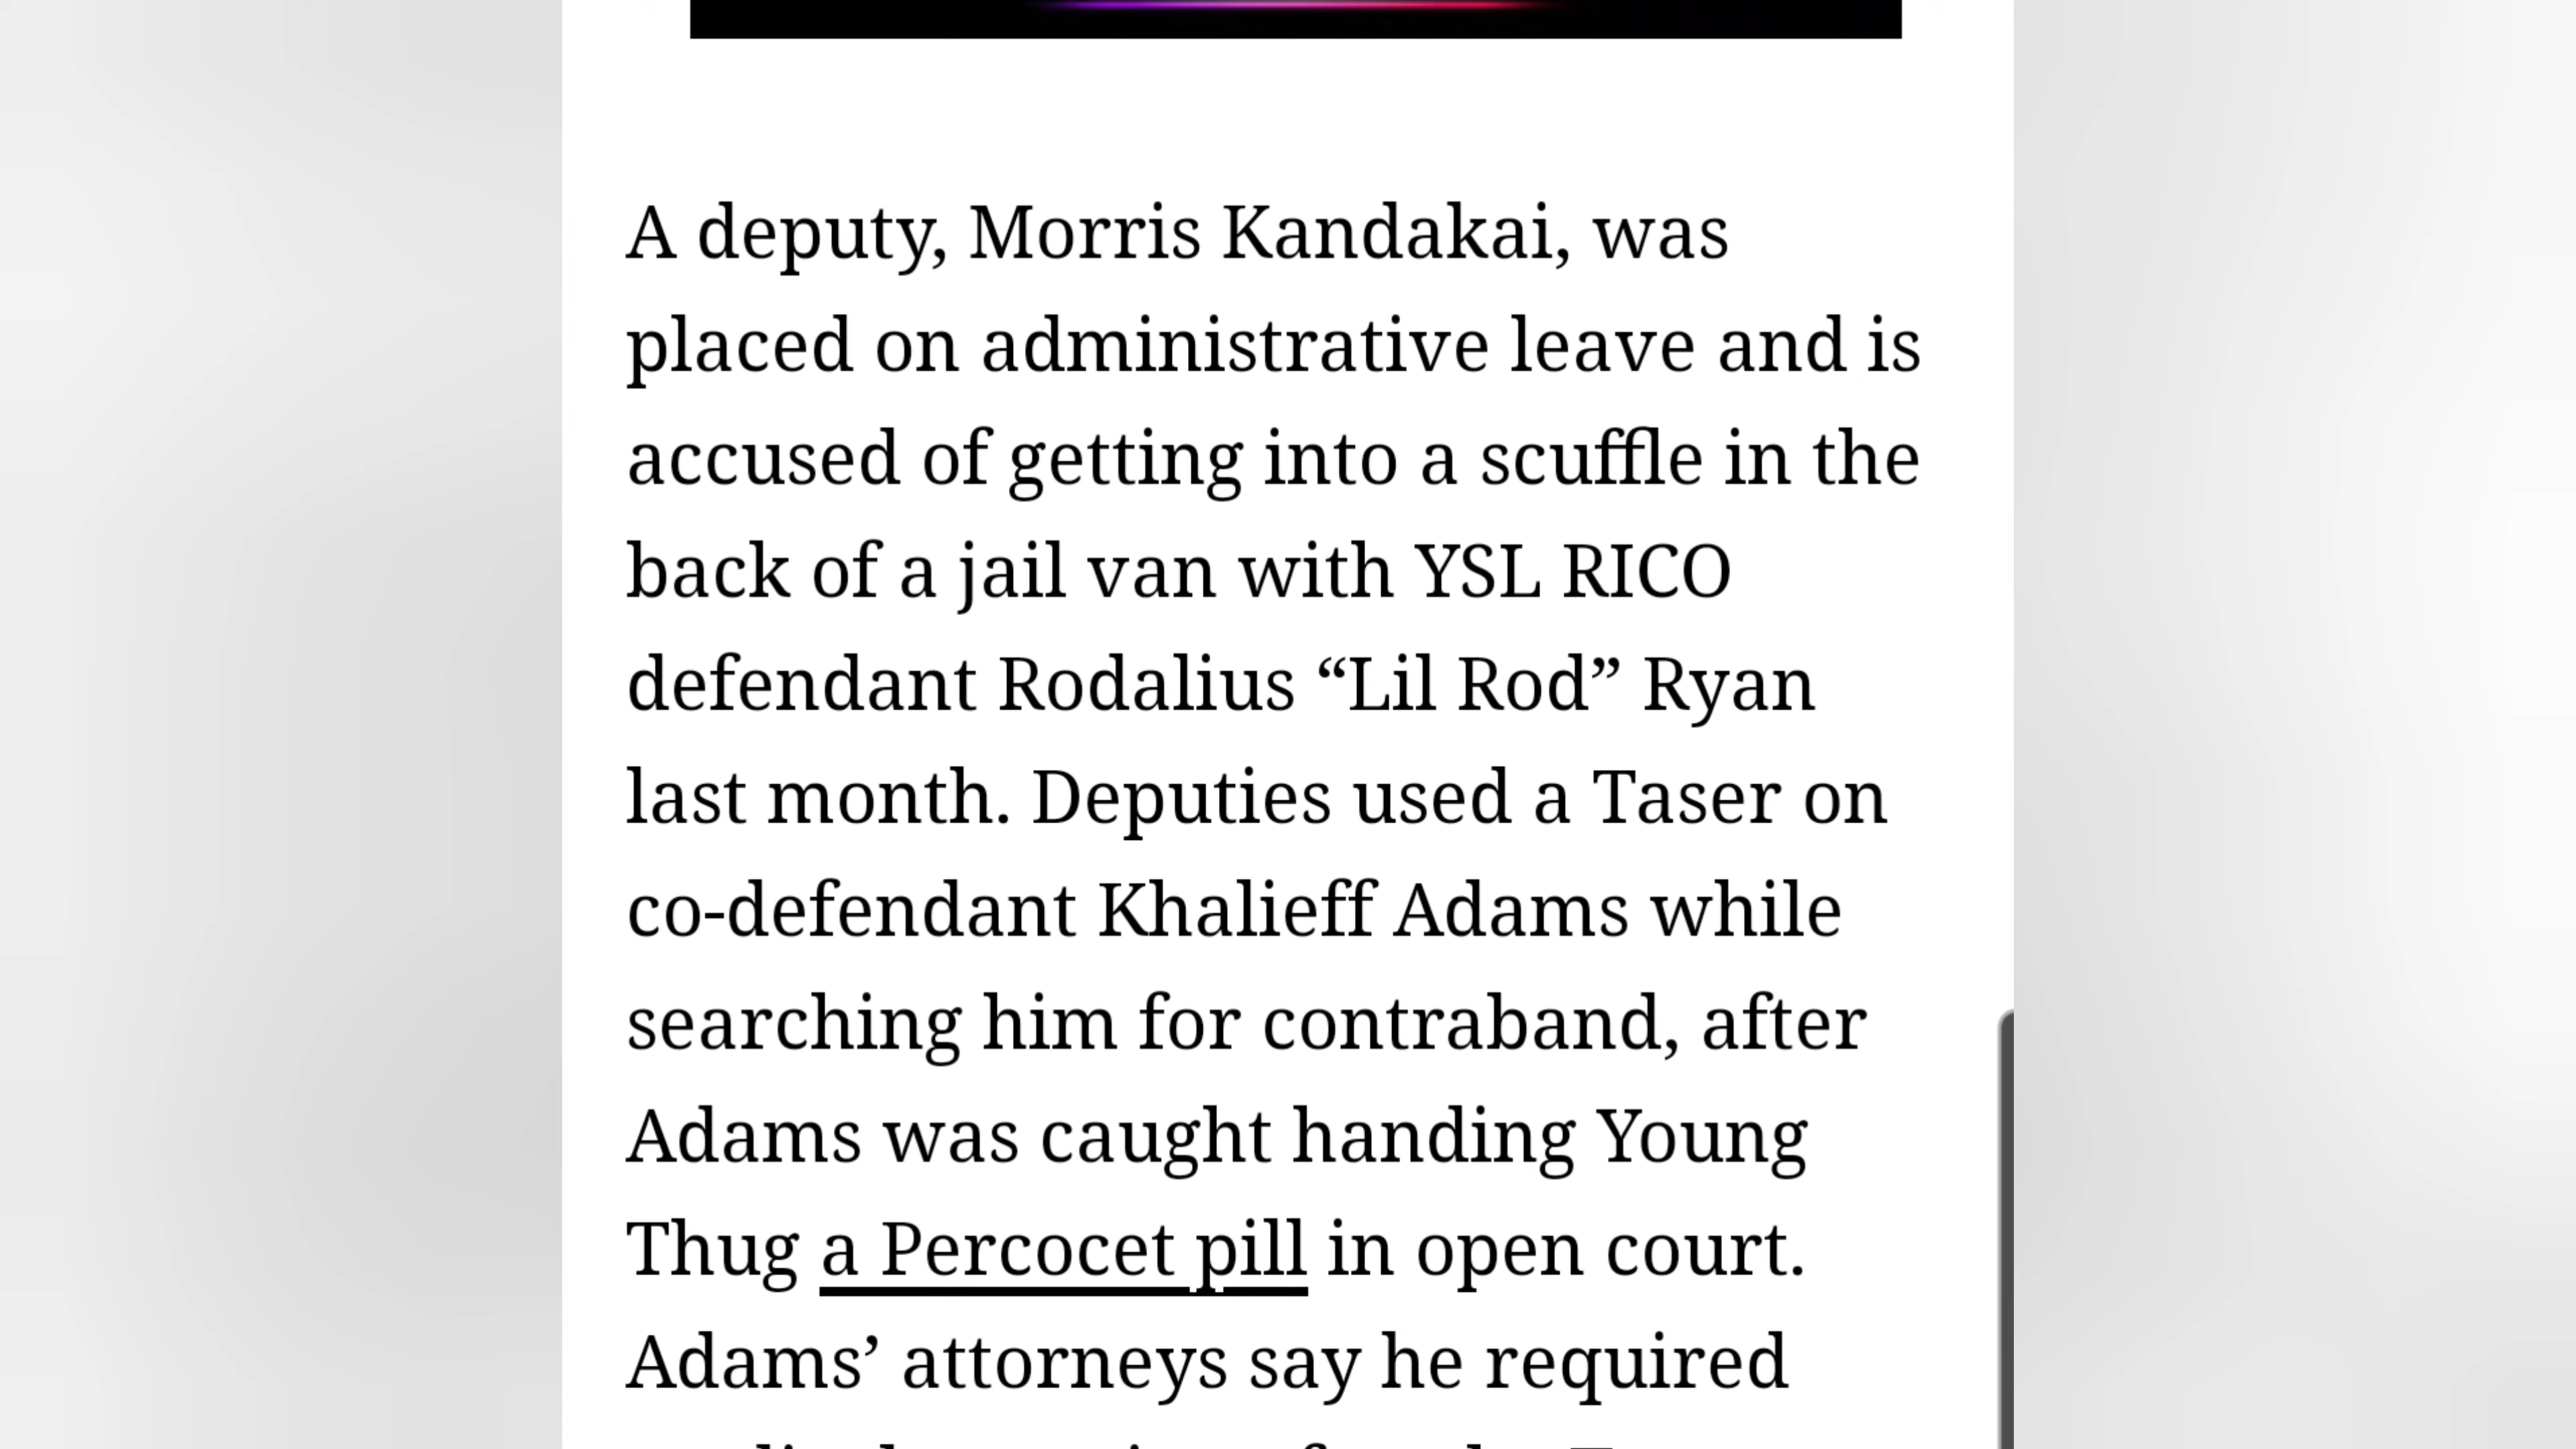 A deputy, Morris Kandakai, was
placed on administrative leave and is
accused of getting into a scuffle in the
back of a jail van with YSL RICO
defendant Rodalius “Lil Rod” Ryan
last month. Deputies used a Taser on
co-defendant Khalieff Adams while
searching him for contraband, after
Adams was caught handing Young
Thug a Percocet pill in open court.
Adams’ attorneys say he required